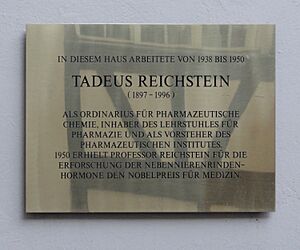 IN DIESEM HAUS ARBEITETE VON 1938 BIS 1950
TADEUS REICHSTEIN
(1897 - 1996)
ALS ORDINARIUS FÜR PHARMAZEUTISCHE
CHEMIE, INHABER DES LEHRSTUHLES FÜR
PHARMAZIE UND ALS VORSTEHER DES
PHARMAZEUTISCHEN INSTITUTES.
1950 ERHIELT PROFESSOR REICHSTEIN FÜR DIE
ERFORSCHUNG DER NEBENNIERENRINDEN-
HORMONE DEN NOBELPREIS FÜR MEDIZIN.